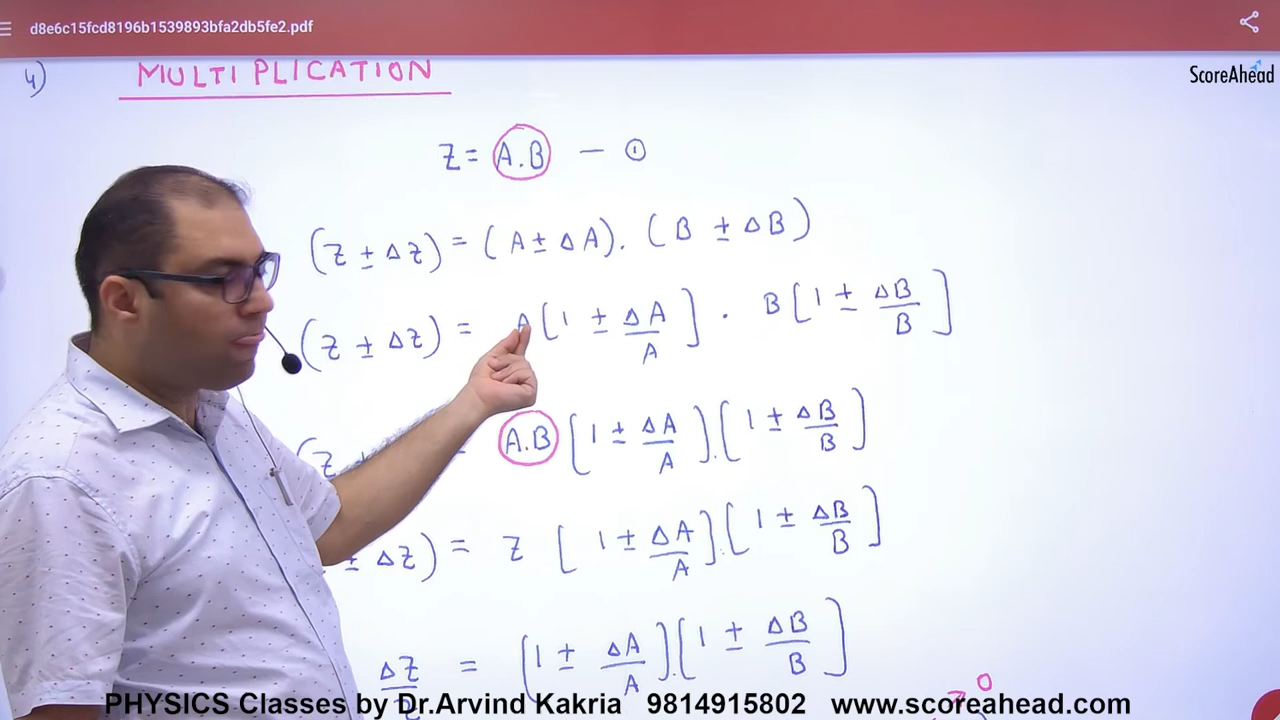 d8e6c15fcd8196b1539893bfa2db5fe2.pdf
ScoreAhead
4) MULTIPLICATION
Z = A.B — ①
(Z ± ΔZ) = (A ± ΔA). (B ± ΔB)
(Z ± ΔZ) = A[1 ± ΔA/A] . B[1 ± ΔB/B]
(Z = A.B [1 ± ΔA/A].[1 ± ΔB/B]
± ΔZ) = Z [1 ± ΔA/A].[1 ± ΔB/B]
ΔZ = [1 ± ΔA/A].[1 ± ΔB/B]
PHYSICS Classes by Dr.Arvind Kakria 9814915802 www.scoreahead.com